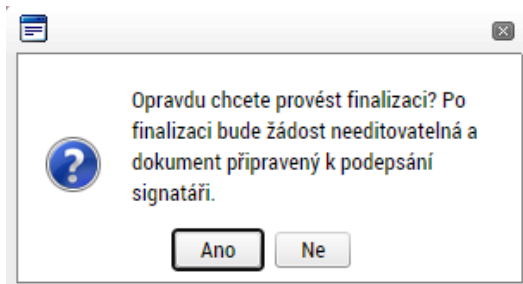 Opravdu chcete provést finalizaci? Po
finalizaci bude žádost needitovatelná a
dokument připravený k podepsání
signatáři.
Ano Ne